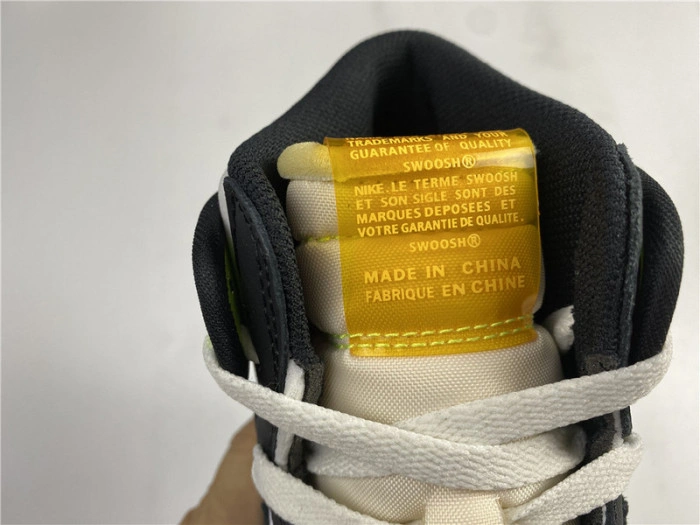 TRADEMARKS AND YOUR
GUARANTEE OF QUALITY
SWOOSH®
NIKE. LE TERME SWOOSH
ET SON SIGLE SONT DES
MARQUES DEPOSEES ET
VOTRE GARANTIE DE QUALITE.
SWOOSH®
MADE IN CHINA
FABRIQUE EN CHINE